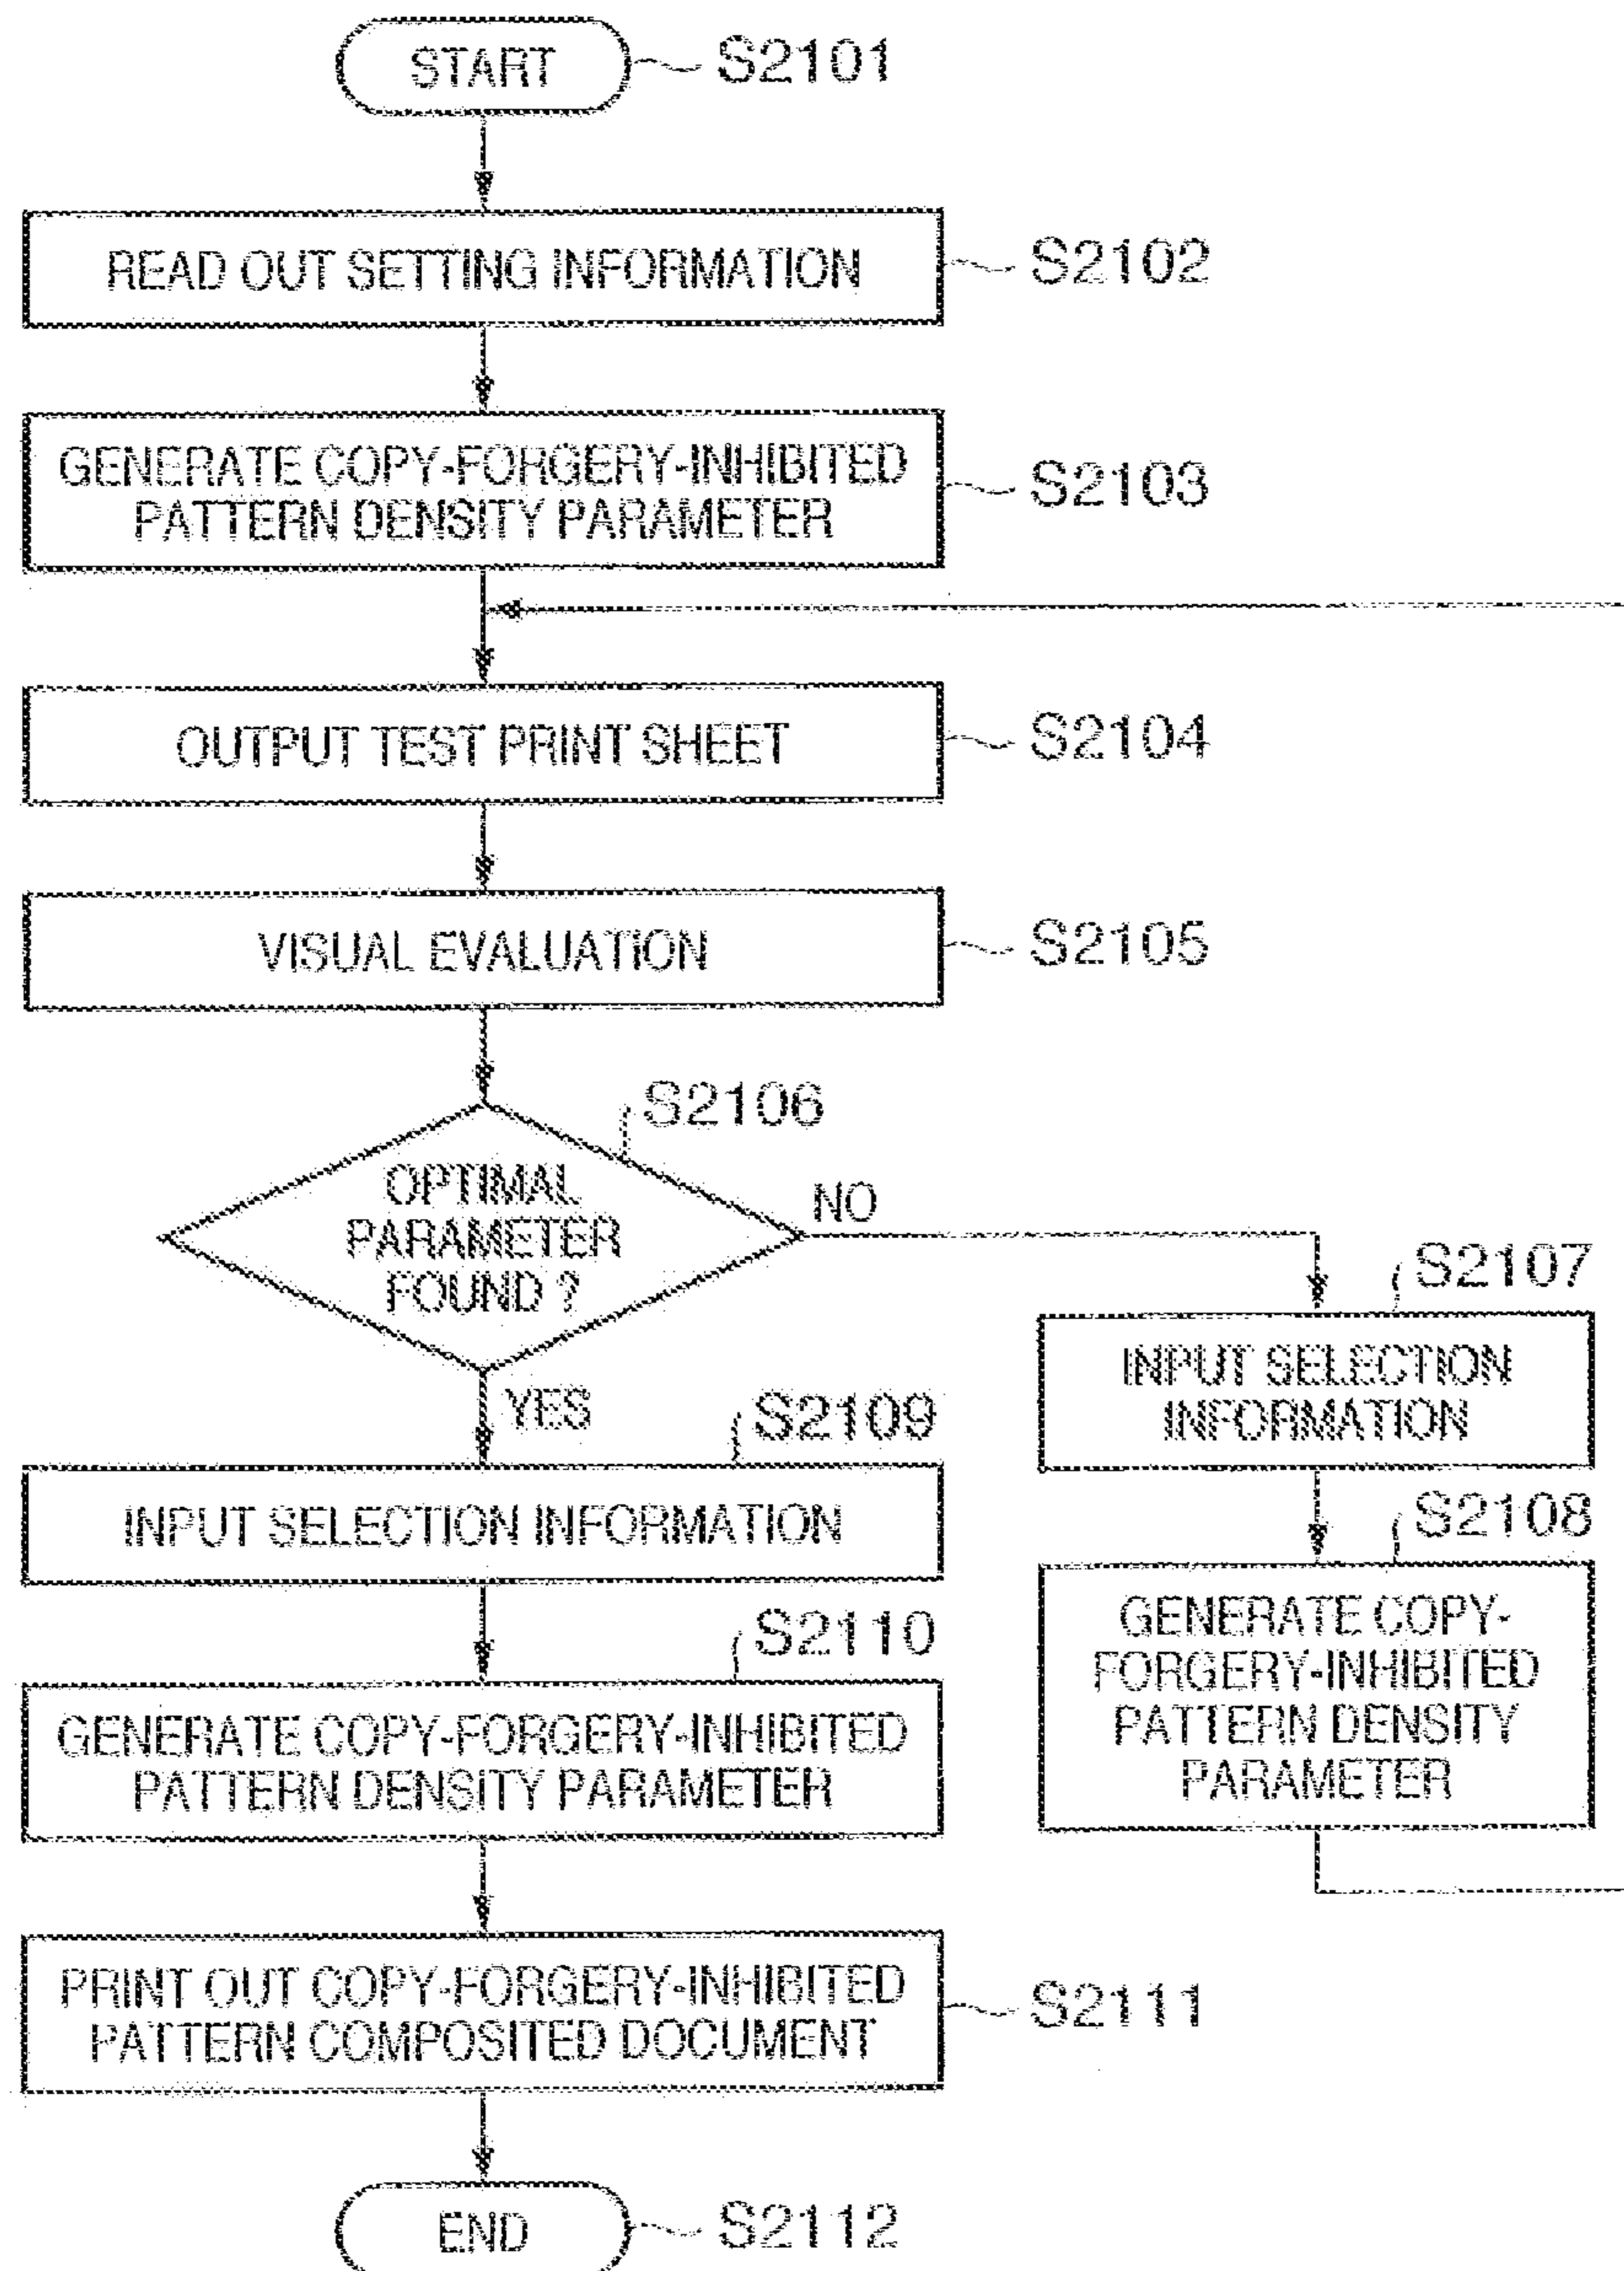 START
S2101
READ OUT SETTING INFORMATION
S2102
GENERATE COPY-FORGERY-INHIBITED
PATTERN DENSITY PARAMETER
S2103
OUTPUT TEST PRINT SHEET
S2104
VISUAL EVALUATION
S2105
S2106
OPTIMAL
PARAMETER
FOUND ?
NO
YES
S2107
INPUT SELECTION
INFORMATION
S2108
GENERATE COPY-
FORGERY-INHIBITED
PATTERN DENSITY
PARAMETER
S2109
INPUT SELECTION INFORMATION
S2110
GENERATE COPY-FORGERY-INHIBITED
PATTERN DENSITY PARAMETER
PRINT OUT COPY-FORGERY-INHIBITED
PATTERN COMPOSITED DOCUMENT
S2111
END
S2112